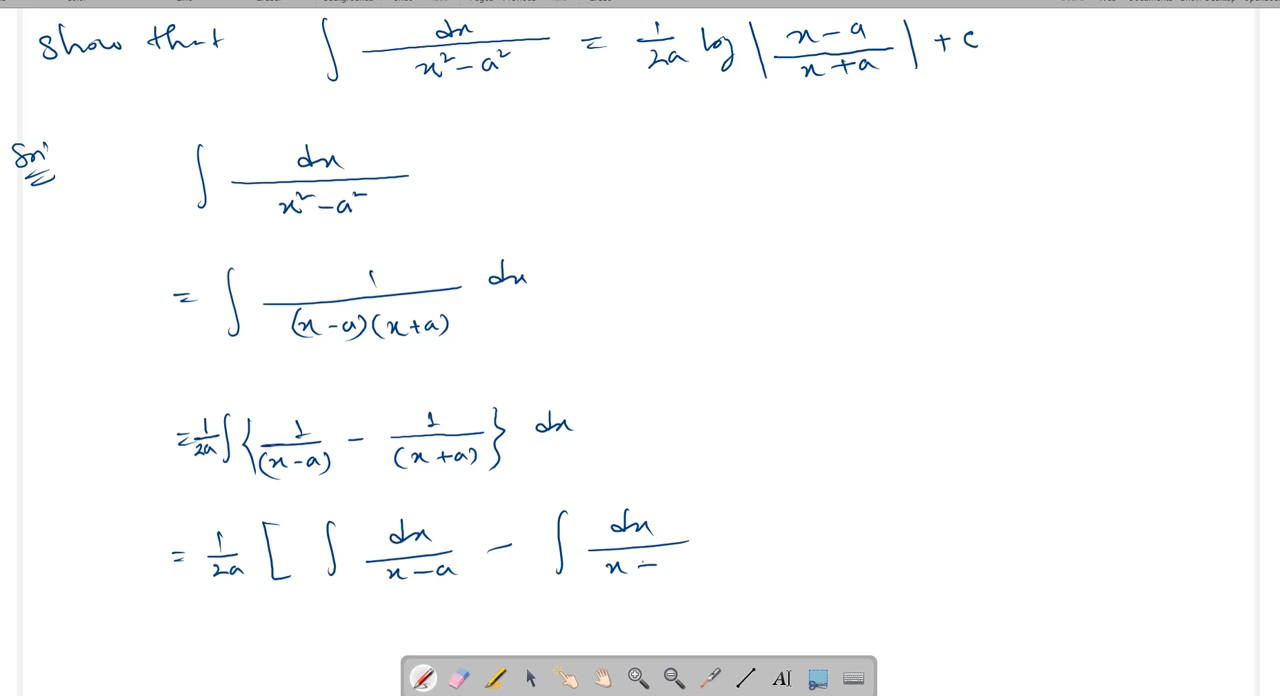 show that ∫ dx / (x² - a²) = 1/2a log | (x - a) / (x + a) | + c
Sol
∫ dx / (x² - a²)
= ∫ 1 / (x - a)(x + a) dx
= 1/2a ∫ { 1 / (x - a) - 1 / (x + a) } dx
= 1/2a [ ∫ dx / x - a - ∫ dx / x -
AI